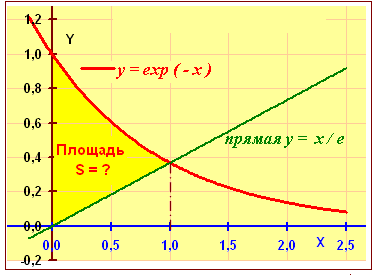 1,2
Y
1,0
y = exp ( - x )
0,8
0,6
прямая y = x / e
Площадь
S = ?
0,4
0,2
0,0
-0,2
0,0 0,5 1,0 1,5 2,0 X 2,5